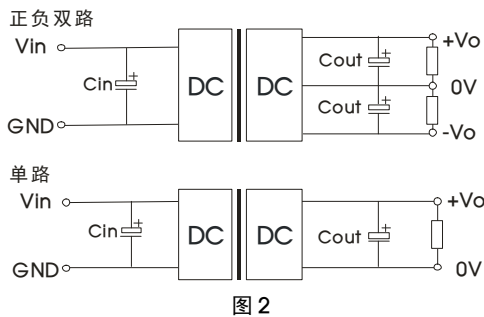 正负双路
Vin
+Vo
Cout
+
Cin
+
DC
DC
0V
Cout
+
GND
-Vo
单路
Vin
+Vo
Cin
+
DC
DC
Cout
+
GND
0V
图2